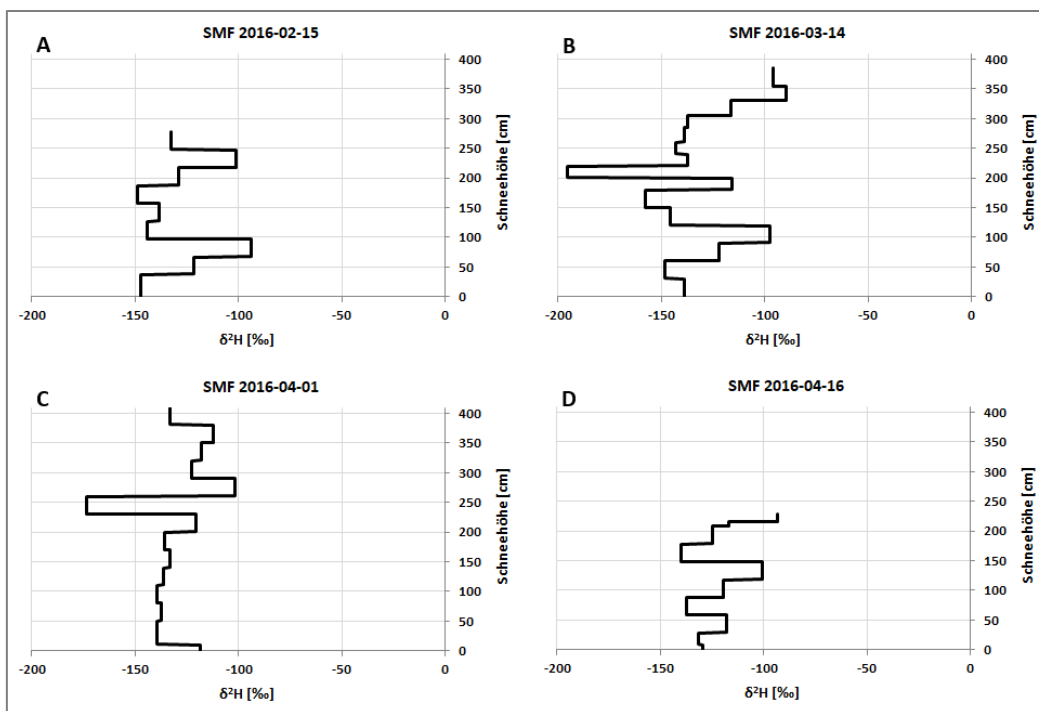 A
SMF 2016-02-15
400
350
300
250
200
150
100
50
0
Schneehöhe [cm]
-200 -150 -100 -50 0
δ²H [‰]
B
SMF 2016-03-14
400
350
300
250
200
150
100
50
0
Schneehöhe [cm]
-200 -150 -100 -50 0
δ²H [‰]
C
SMF 2016-04-01
400
350
300
250
200
150
100
50
0
Schneehöhe [cm]
-200 -150 -100 -50 0
δ²H [‰]
D
SMF 2016-04-16
400
350
300
250
200
150
100
50
0
Schneehöhe [cm]
-200 -150 -100 -50 0
δ²H [‰]